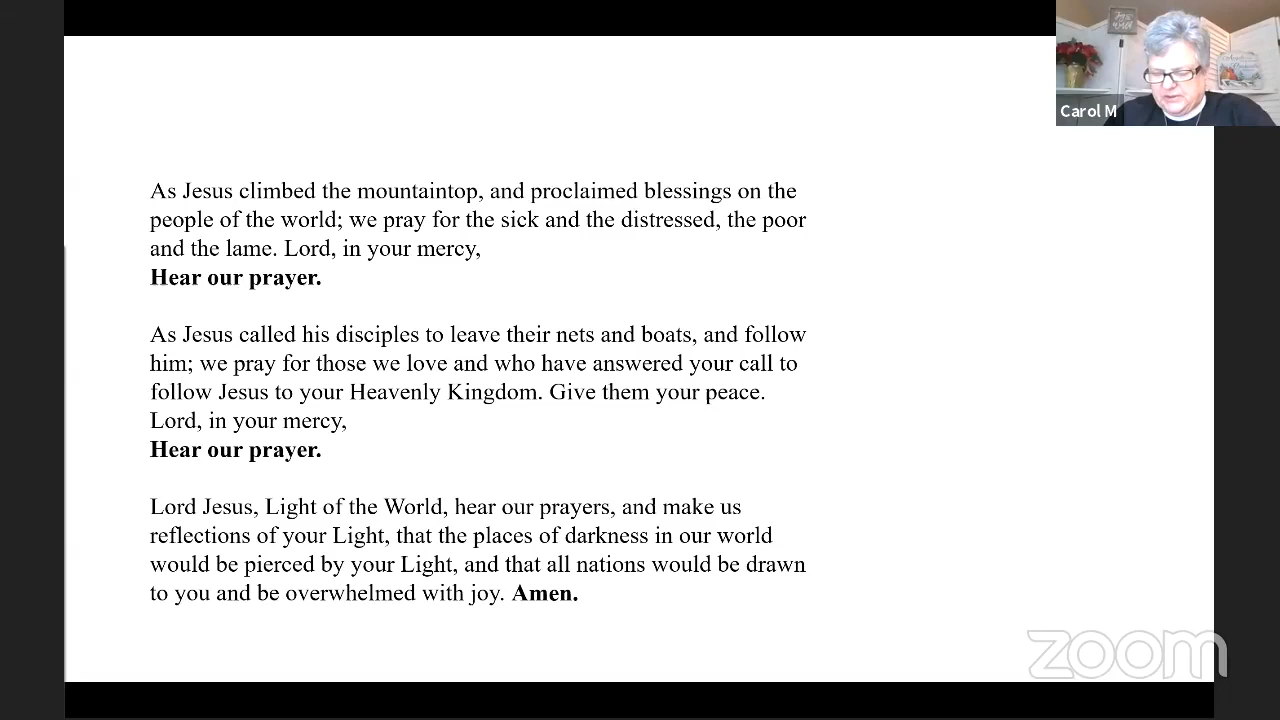 Carol M
As Jesus climbed the mountaintop, and proclaimed blessings on the
people of the world; we pray for the sick and the distressed, the poor
and the lame. Lord, in your mercy,
Hear our prayer.
As Jesus called his disciples to leave their nets and boats, and follow
him; we pray for those we love and who have answered your call to
follow Jesus to your Heavenly Kingdom. Give them your peace.
Lord, in your mercy,
Hear our prayer.
Lord Jesus, Light of the World, hear our prayers, and make us
reflections of your Light, that the places of darkness in our world
would be pierced by your Light, and that all nations would be drawn
to you and be overwhelmed with joy. Amen.
zoom